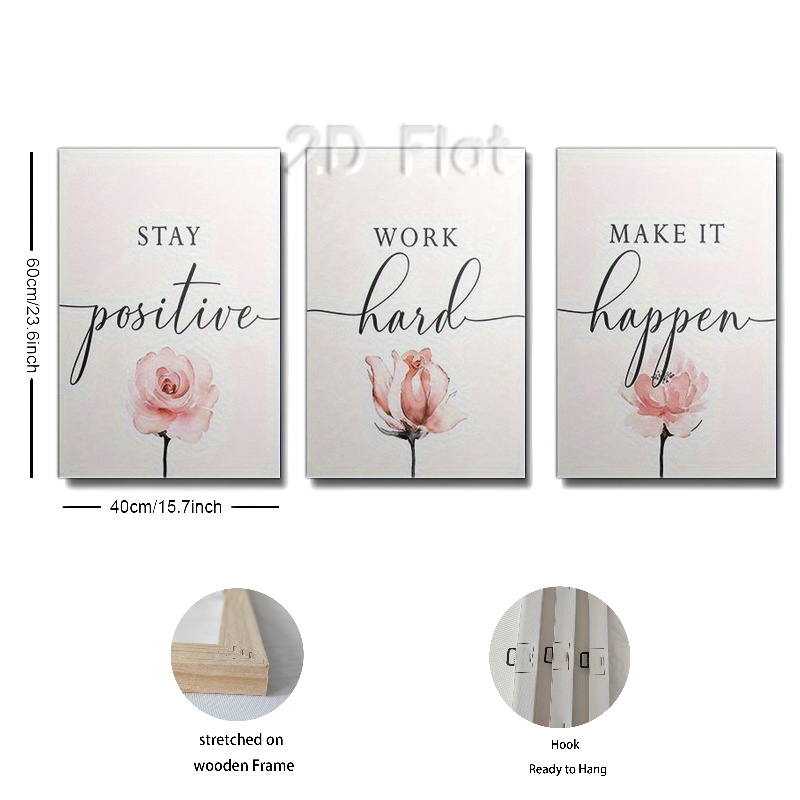 2D Flat
STAY
positive
WORK
hard
MAKE IT
happen
60cm/23.6inch
40cm/15.7inch
stretched on
wooden Frame
Hook
Ready to Hang